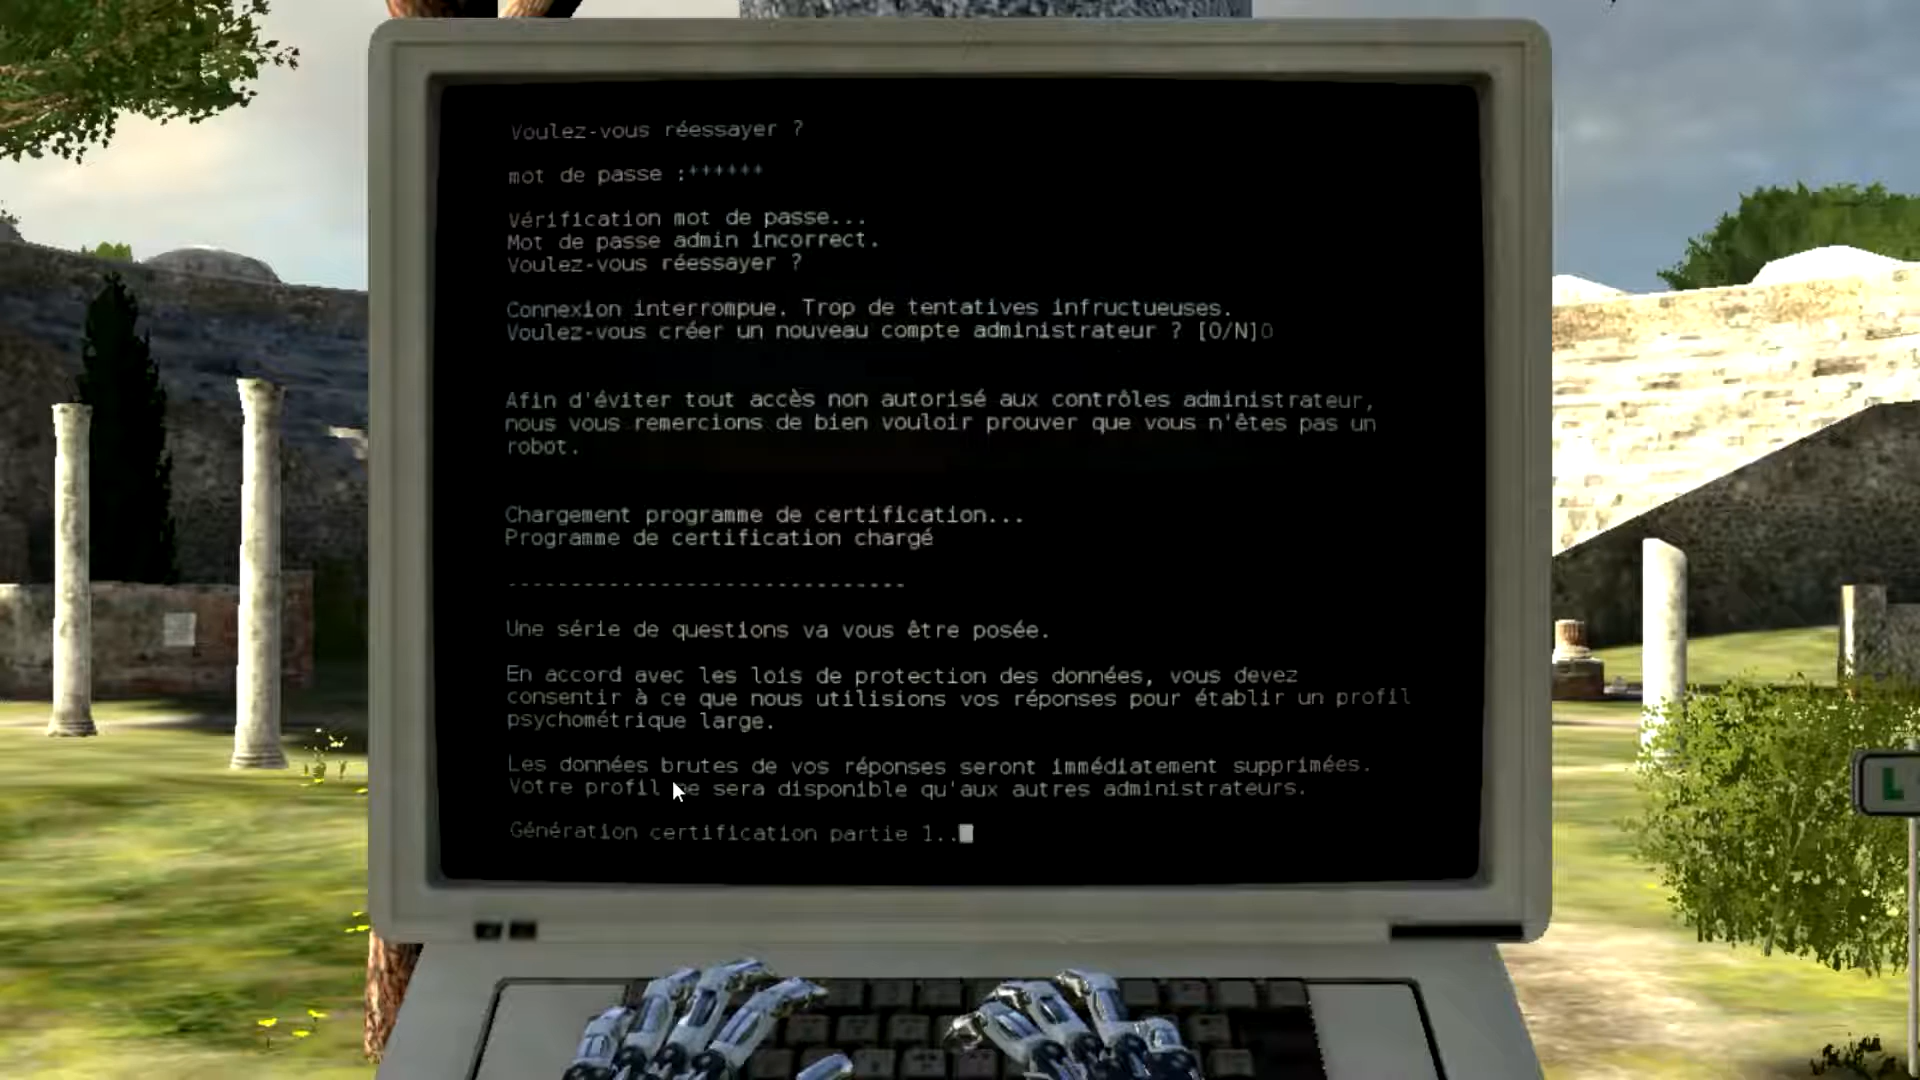 Voulez-vous réessayer ?
mot de passe :++++++
Vérification mot de passe...
Mot de passe admin incorrect.
Voulez-vous réessayer ?
Connexion interrompue. Trop de tentatives infructueuses.
Voulez-vous créer un nouveau compte administrateur ? [O/N]O
Afin d'éviter tout accès non autorisé aux contrôles administrateur,
nous vous remercions de bien vouloir prouver que vous n'êtes pas un
robot.
Chargement programme de certification...
Programme de certification chargé
-------------------------------
Une série de questions va vous être posée.
En accord avec les lois de protection des données, vous devez
consentir à ce que nous utilisions vos réponses pour établir un profil
psychométrique large.
Les données brutes de vos réponses seront immédiatement supprimées.
Votre profil ne sera disponible qu'aux autres administrateurs.
Génération certification partie 1..
L